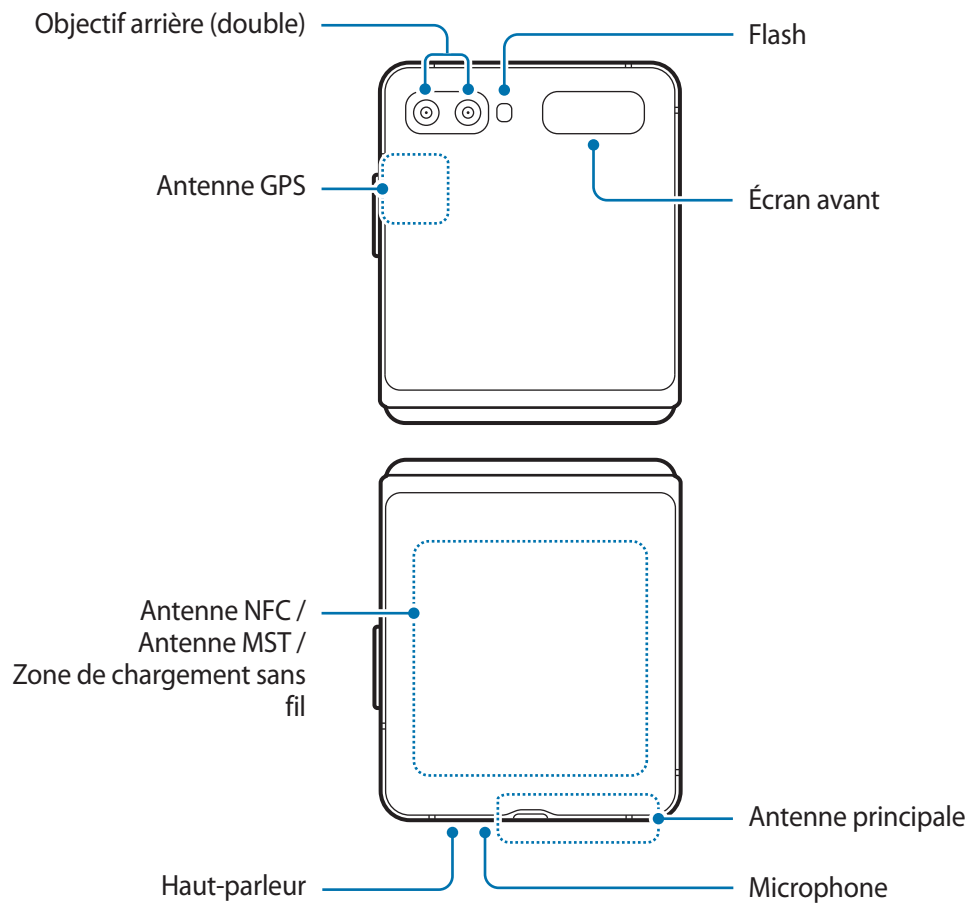 Objectif arrière (double)
Flash
Antenne GPS
Écran avant
Antenne NFC /
Antenne MST /
Zone de chargement sans
fil
Antenne principale
Haut-parleur
Microphone